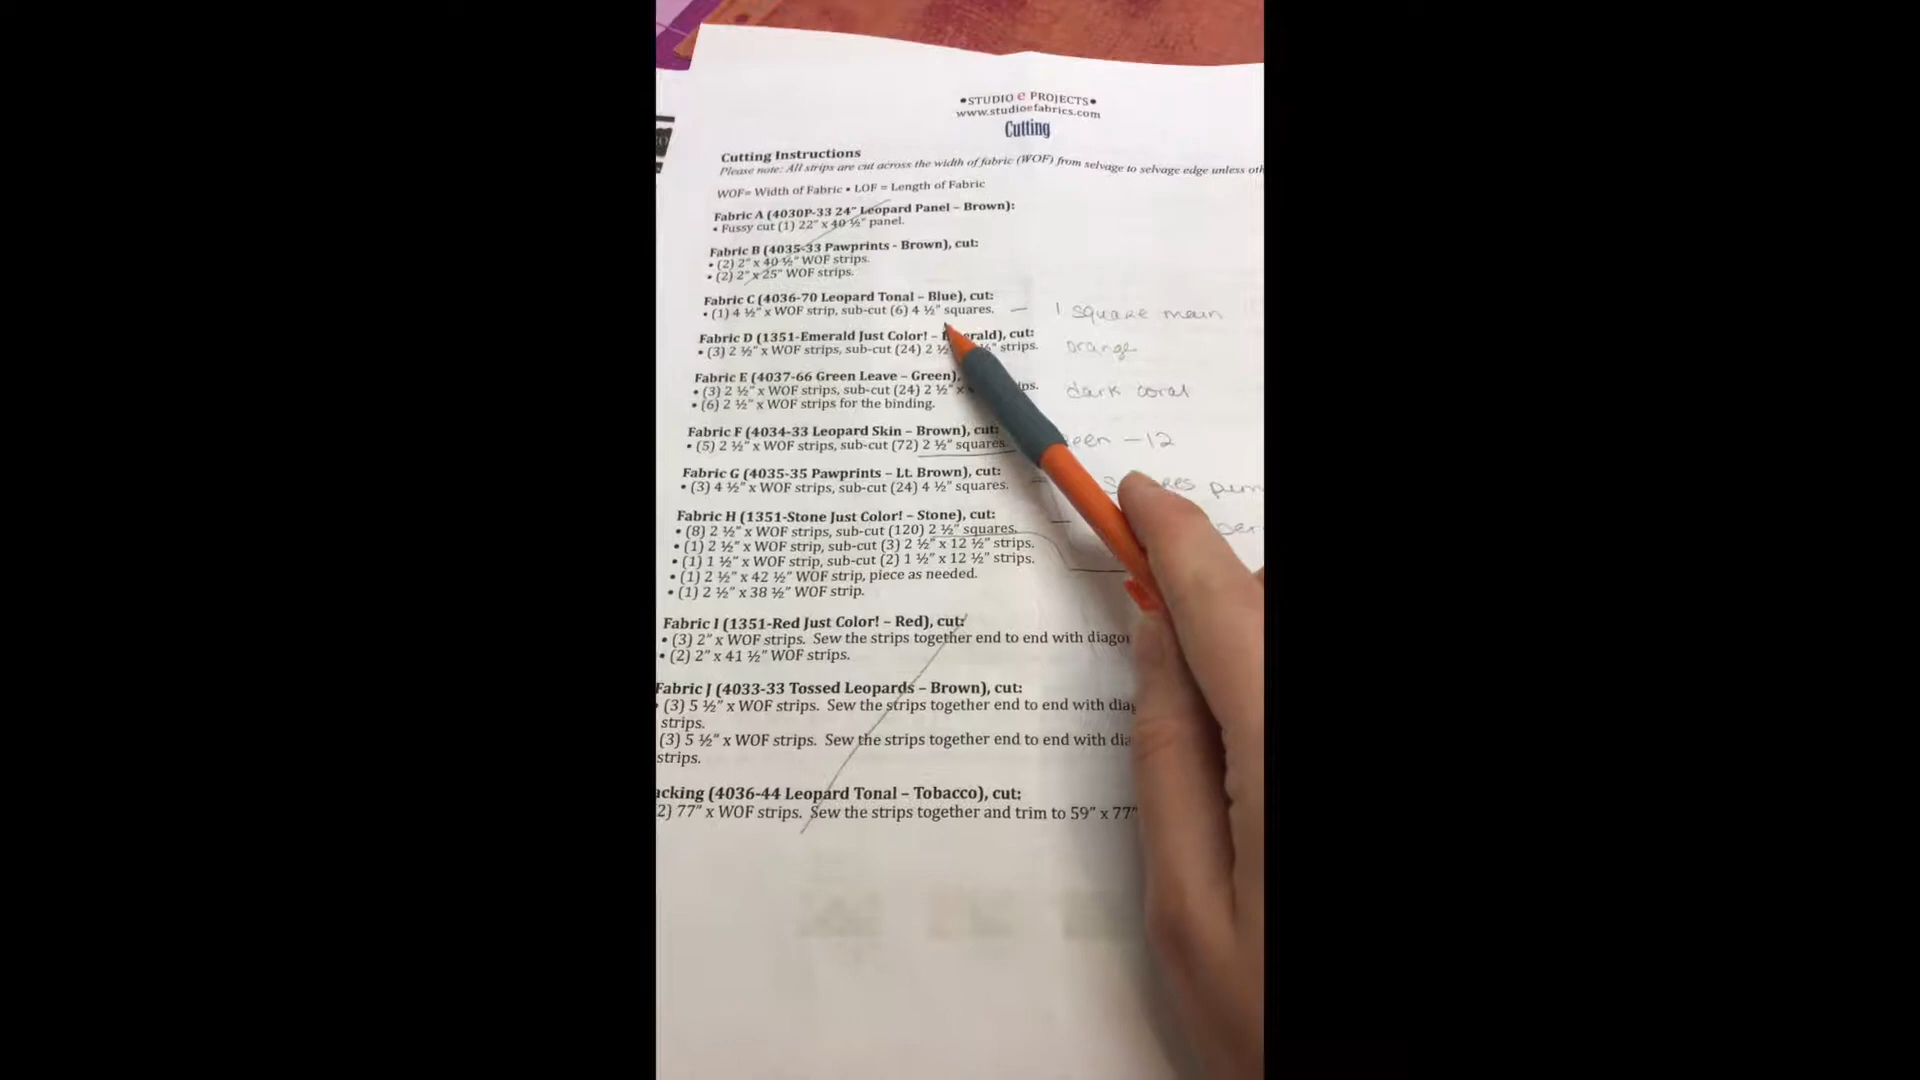 •STUDIO e PROJECTS•
www.studioefabrics.com
Cutting
Cutting Instructions
Please note: All strips are cut across the width of fabric (WOF) from selvage to selvage edge unless
WOF= Width of Fabric • LOF = Length of Fabric
Fabric A (4030P-33 24" Leopard Panel – Brown):
• Fussy cut (1) 22" x 40 ½" panel.
Fabric B (4035-33 Pawprints - Brown), cut:
• (2) 2" x 40 ½" WOF strips.
• (2) 2" x 25" WOF strips.
Fabric C (4036-70 Leopard Tonal – Blue), cut:
• (1) 4 ½" x WOF strip, sub-cut (6) 4 ½" squares. — 1 square main
Fabric D (1351-Emerald Just Color! – Emerald), cut:
• (3) 2 ½" x WOF strips, sub-cut (24) 2 strips. orange
Fabric E (4037-66 Green Leave – Green),
• (3) 2 ½" x WOF strips, sub-cut (24) 2 ½" x dark coral
• (6) 2 ½" x WOF strips for the binding.
Fabric F (4034-33 Leopard Skin – Brown), cut:
• (5) 2 ½" x WOF strips, sub-cut (72) 2 ½" squares. – 12
Fabric G (4035-35 Pawprints – Lt. Brown), cut:
• (3) 4 ½" x WOF strips, sub-cut (24) 4 ½" squares.
Fabric H (1351-Stone Just Color! – Stone), cut:
• (8) 2 ½" x WOF strips, sub-cut (120) 2 ½" squares.
• (1) 2 ½" x WOF strip, sub-cut (3) 2 ½" x 12 ½" strips.
• (1) 1 ½" x WOF strip, sub-cut (2) 1 ½" x 12 ½" strips.
• (1) 2 ½" x 42 ½" WOF strip, piece as needed.
• (1) 2 ½" x 38 ½" WOF strip.
Fabric I (1351-Red Just Color! – Red), cut:
• (3) 2" x WOF strips. Sew the strips together end to end with
• (2) 2" x 41 ½" WOF strips.
Fabric J (4033-33 Tossed Leopards – Brown), cut:
• (3) 5 ½" x WOF strips. Sew the strips together end to end with
strips.
(3) 5 ½" x WOF strips. Sew the strips together end to end with
strips.
acking (4036-44 Leopard Tonal – Tobacco), cut:
2) 77" x WOF strips. Sew the strips together and trim to 59" x 77"